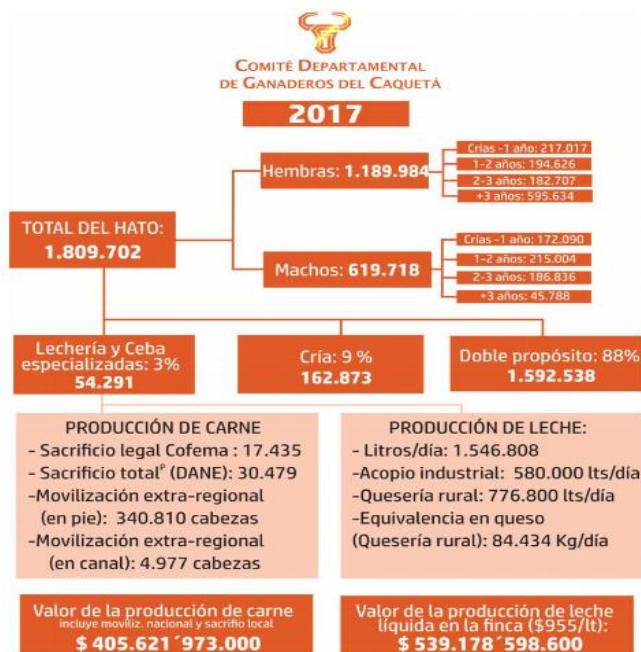 COMITÉ DEPARTAMENTAL
DE GANADEROS DEL CAQUETÁ
2017
TOTAL DEL HATO:
1.809.702
Hembras: 1.189.984
Crías -1 año: 217.017
1-2 años: 194.626
2-3 años: 182.707
+3 años: 595.634
Machos: 619.718
Crías -1 año: 172.090
1-2 años: 215.004
2-3 años: 186.836
+3 años: 45.788
Lechería y Ceba
especializadas: 3%
54.291
Cría: 9 %
162.873
Doble propósito: 88%
1.592.538
PRODUCCIÓN DE CARNE
- Sacrificio legal Cofema : 17.435
- Sacrificio totalᴾ (DANE): 30.479
-Movilización extra-regional
(en pie): 340.810 cabezas
-Movilización extra-regional
(en canal): 4.977 cabezas
PRODUCCIÓN DE LECHE:
- Litros/día: 1.546.808
-Acopio industrial: 580.000 lts/día
-Quesería rural: 776.800 lts/día
-Equivalencia en queso
(Quesería rural): 84.434 Kg/día
Valor de la producción de carne
incluye moviliz. nacional y sacrifio local
$ 405.621´973.000
Valor de la producción de leche
líquida en la finca ($955/lt):
$ 539.178´598.600